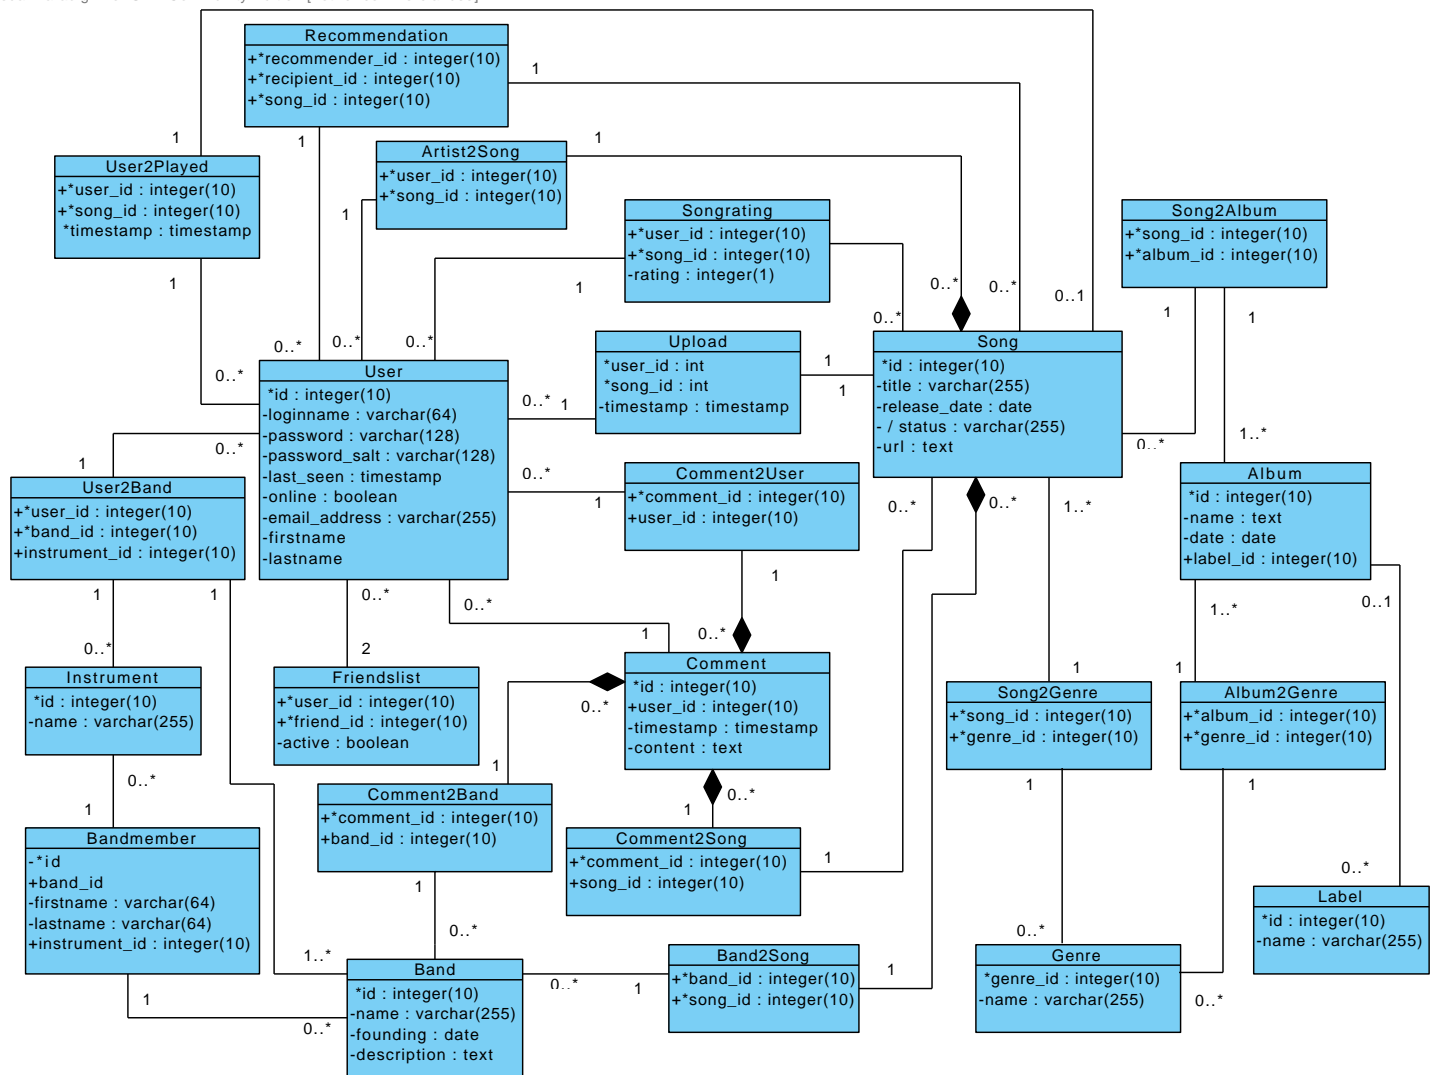 Recommendation
+*recommender_id : integer(10)
+*recipient_id : integer(10)
+*song_id : integer(10)
1
1
1
1
User2Played
+*user_id : integer(10)
+*song_id : integer(10)
*timestamp : timestamp
1
Artist2Song
+*user_id : integer(10)
+*song_id : integer(10)
1
Songrating
+*user_id : integer(10)
+*song_id : integer(10)
-rating : integer(1)
1
Song2Album
+*song_id : integer(10)
+*album_id : integer(10)
1
1
0..*
0..*
0..1
0..*
0..*
0..*
0..*
0..*
User
*id : integer(10)
-loginname : varchar(64)
-password : varchar(128)
-password_salt : varchar(128)
-last_seen : timestamp
-online : boolean
-email_address : varchar(255)
-firstname
-lastname
Upload
*user_id : int
*song_id : int
-timestamp : timestamp
1
1
0..*
1
Song
*id : integer(10)
-title : varchar(255)
-release_date : date
- / status : varchar(255)
-url : text
0..*
1..*
0..*
1
User2Band
+*user_id : integer(10)
+*band_id : integer(10)
+instrument_id : integer(10)
0..*
1
Comment2User
+*comment_id : integer(10)
+user_id : integer(10)
1
0..*
0..*
1..*
Album
*id : integer(10)
-name : text
-date : date
+label_id : integer(10)
0..1
1..*
1
1
0..*
0..*
0..*
2
1
0..*
Instrument
*id : integer(10)
-name : varchar(255)
Friendslist
+*user_id : integer(10)
+*friend_id : integer(10)
-active : boolean
Comment
*id : integer(10)
+user_id : integer(10)
-timestamp : timestamp
-content : text
0..*
1
1
Song2Genre
+*song_id : integer(10)
+*genre_id : integer(10)
Album2Genre
+*album_id : integer(10)
+*genre_id : integer(10)
0..*
1
1
0..*
1
1
1
Bandmember
-*id
+band_id
-firstname : varchar(64)
-lastname : varchar(64)
+instrument_id : integer(10)
Comment2Band
+*comment_id : integer(10)
+band_id : integer(10)
1
Comment2Song
+*comment_id : integer(10)
+song_id : integer(10)
1
0..*
Label
*id : integer(10)
-name : varchar(255)
0..*
0..*
1..*
1
0..*
Band
*id : integer(10)
-name : varchar(255)
-founding : date
-description : text
0..*
1
Band2Song
+*band_id : integer(10)
+*song_id : integer(10)
1
Genre
*genre_id : integer(10)
-name : varchar(255)
0..*